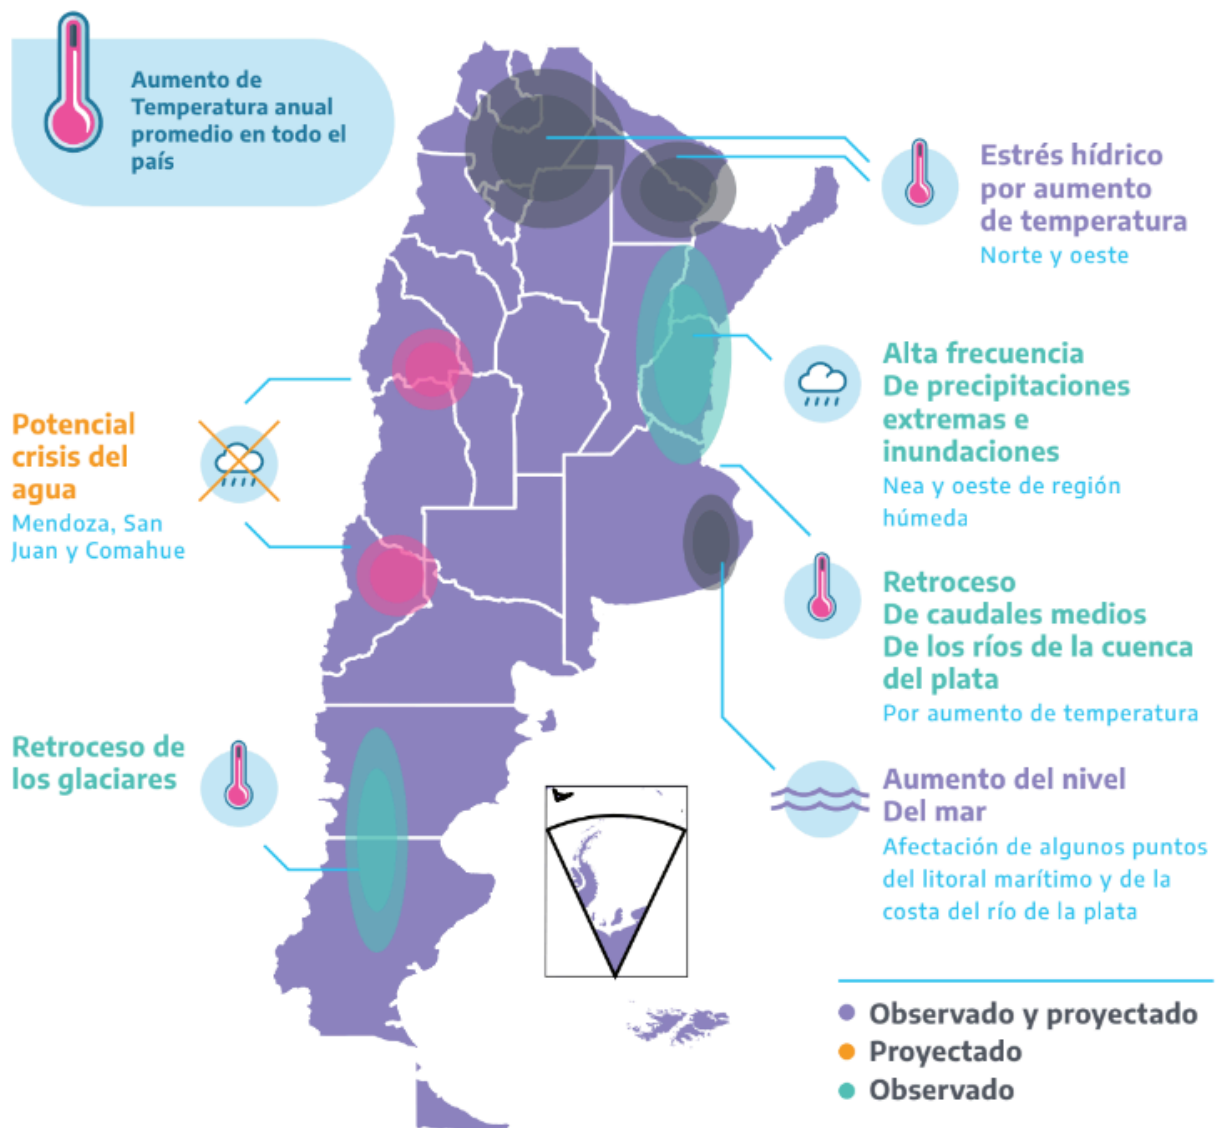 Aumento de
Temperatura anual
promedio en todo el
país
Estrés hídrico
por aumento
de temperatura
Norte y oeste
Alta frecuencia
De precipitaciones
extremas e
inundaciones
Nea y oeste de región
húmeda
Potencial
crisis del
agua
Mendoza, San
Juan y Comahue
Retroceso
De caudales medios
De los ríos de la cuenca
del plata
Por aumento de temperatura
Retroceso de
los glaciares
Aumento del nivel
Del mar
Afectación de algunos puntos
del litoral marítimo y de la
costa del río de la plata
Observado y proyectado
Proyectado
Observado